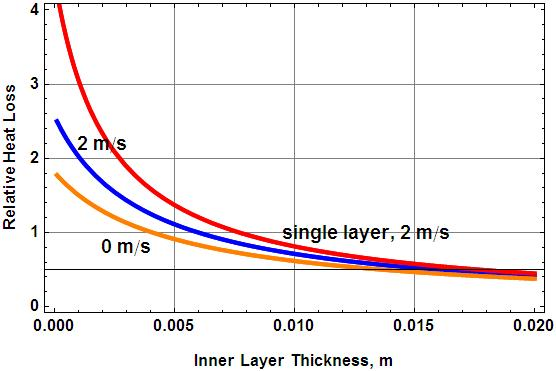 4
3
2
1
0
Relative Heat Loss
2 m/s
single layer, 2 m/s
0 m/s
0.000 0.005 0.010 0.015 0.020
Inner Layer Thickness, m